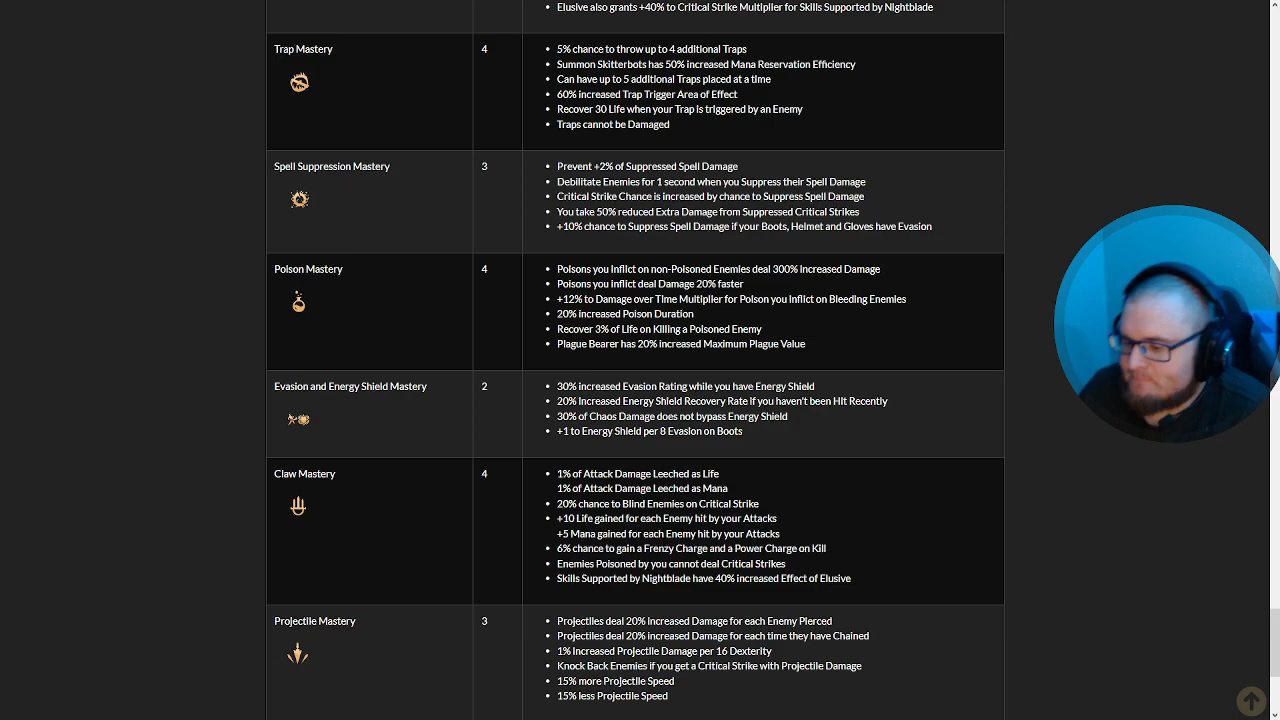 Elusive also grants +40% to Critical Strike Multiplier for Skills Supported by Nightblade
Trap Mastery
4
5% chance to throw up to 4 additional Traps
Summon Skitterbots has 50% increased Mana Reservation Efficiency
Can have up to 5 additional Traps placed at a time
60% increased Trap Trigger Area of Effect
Recover 30 Life when your Trap is triggered by an Enemy
Traps cannot be Damaged
Spell Suppression Mastery
3
Prevent +2% of Suppressed Spell Damage
Debilitate Enemies for 1 second when you Suppress their Spell Damage
Critical Strike Chance is increased by chance to Suppress Spell Damage
You take 50% reduced Extra Damage from Suppressed Critical Strikes
+10% chance to Suppress Spell Damage if your Boots, Helmet and Gloves have Evasion
Poison Mastery
4
Poisons you inflict on non-Poisoned Enemies deal 300% increased Damage
Poisons you inflict deal Damage 20% faster
+12% to Damage over Time Multiplier for Poison you inflict on Bleeding Enemies
20% increased Poison Duration
Recover 3% of Life on Killing a Poisoned Enemy
Plague Bearer has 20% increased Maximum Plague Value
Evasion and Energy Shield Mastery
2
30% increased Evasion Rating while you have Energy Shield
20% increased Energy Shield Recovery Rate if you haven't been Hit Recently
30% of Chaos Damage does not bypass Energy Shield
+1 to Energy Shield per 8 Evasion on Boots
Claw Mastery
4
1% of Attack Damage Leeched as Life
1% of Attack Damage Leeched as Mana
20% chance to Blind Enemies on Critical Strike
+10 Life gained for each Enemy hit by your Attacks
+5 Mana gained for each Enemy hit by your Attacks
6% chance to gain a Frenzy Charge and a Power Charge on Kill
Enemies Poisoned by you cannot deal Critical Strikes
Skills Supported by Nightblade have 40% increased Effect of Elusive
Projectile Mastery
3
Projectiles deal 20% increased Damage for each Enemy Pierced
Projectiles deal 20% increased Damage for each time they have Chained
1% increased Projectile Damage per 16 Dexterity
Knock Back Enemies if you get a Critical Strike with Projectile Damage
15% more Projectile Speed
15% less Projectile Speed